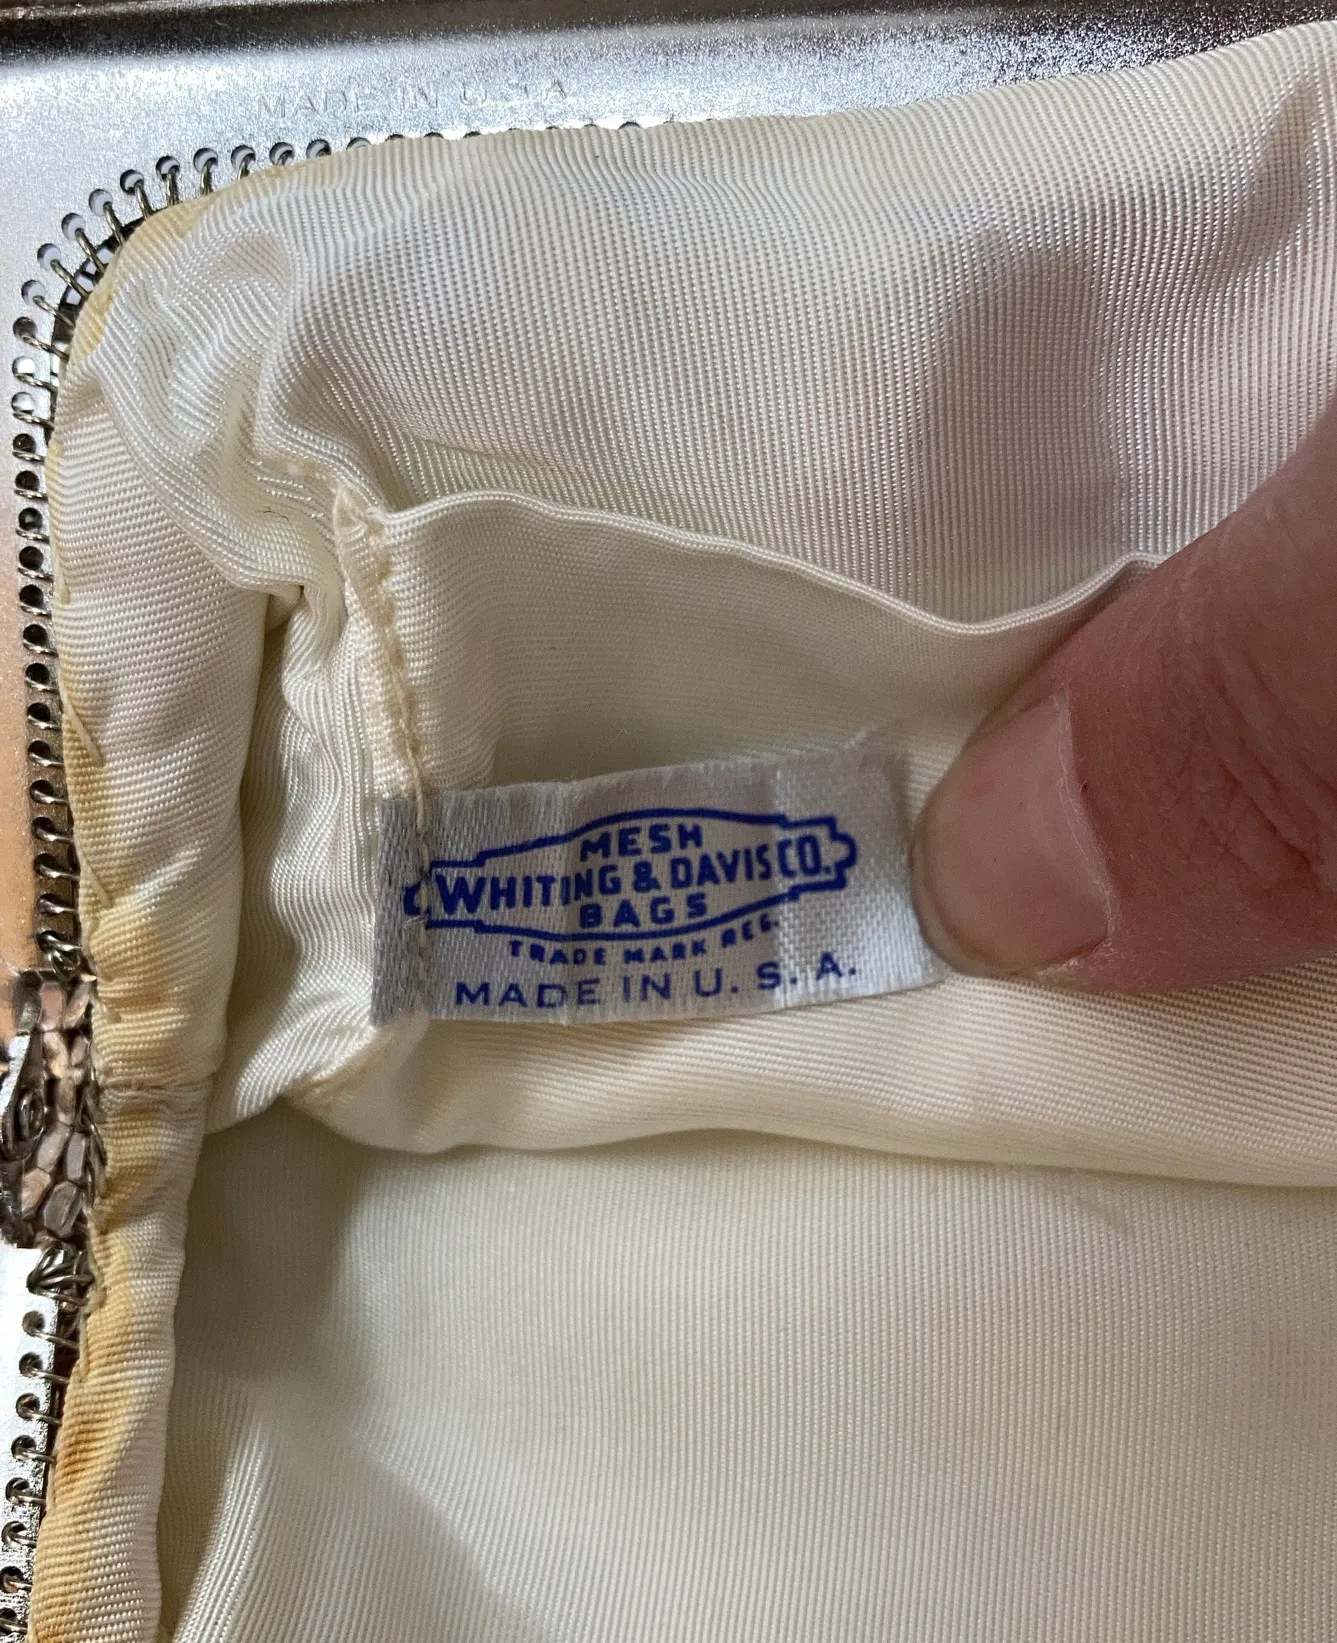 MADE IN U.S.A
MESH
WHITING & DAVIS CO.
BAGS
TRADE MARK REG.
MADE IN U. S. A.